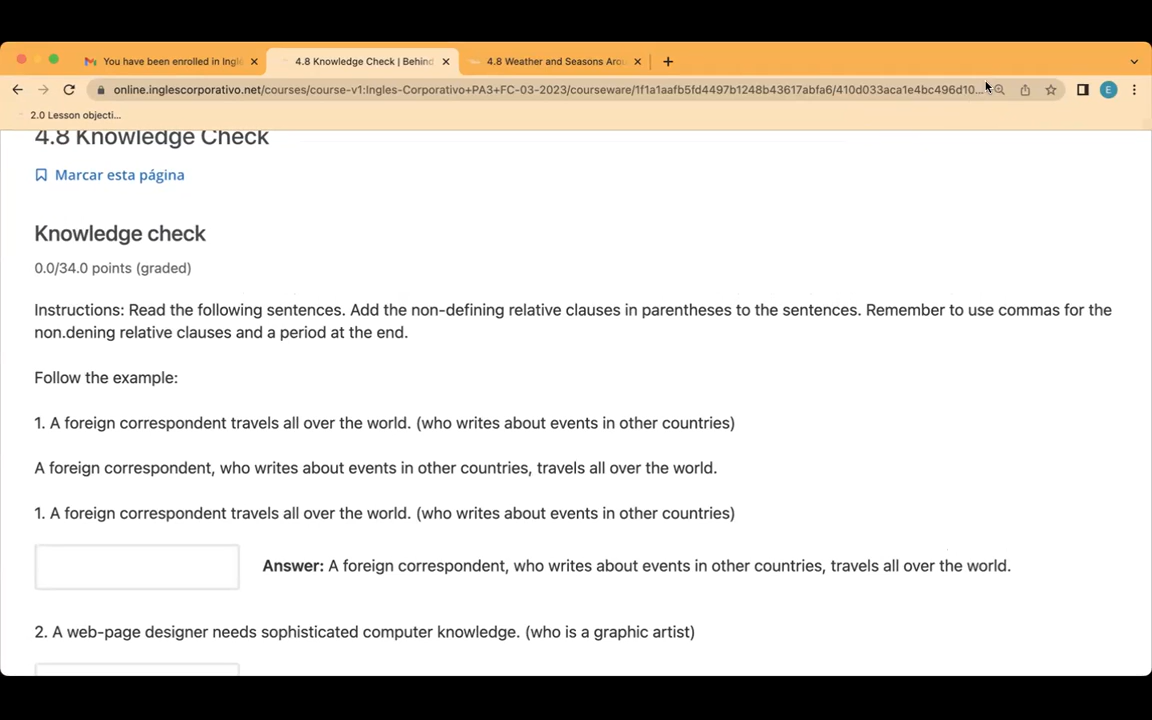 You have been enrolled in Inglé
4.8 Knowledge Check | Behind
4.8 Weather and Seasons Arou
online.inglescorporativo.net/courses/course-v1:Ingles-Corporativo+PA3+FC-03-2023/courseware/1f1a1aafb5fd4497b1248b43617abfa6/410d033aca1e4bc496d10...
E
2.0 Lesson objecti...
4.8 Knowledge Check
Marcar esta página
Knowledge check
0.0/34.0 points (graded)
Instructions: Read the following sentences. Add the non-defining relative clauses in parentheses to the sentences. Remember to use commas for the
non.dening relative clauses and a period at the end.
Follow the example:
1. A foreign correspondent travels all over the world. (who writes about events in other countries)
A foreign correspondent, who writes about events in other countries, travels all over the world.
1. A foreign correspondent travels all over the world. (who writes about events in other countries)
Answer: A foreign correspondent, who writes about events in other countries, travels all over the world.
2. A web-page designer needs sophisticated computer knowledge. (who is a graphic artist)